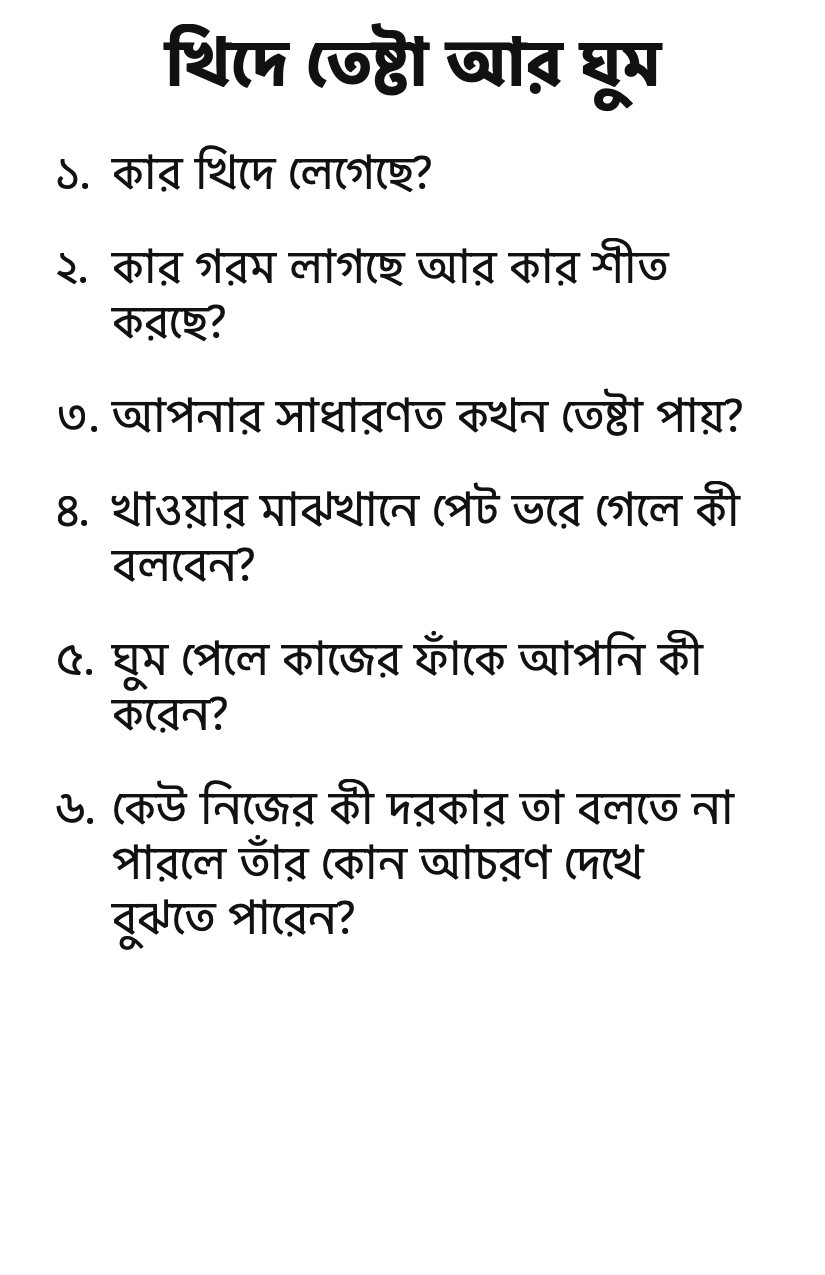 খিদে তেষ্টা আর ঘুম
১. কার খিদে লেগেছে?
২. কার গরম লাগছে আর কার শীত
করছে?
৩. আপনার সাধারণত কখন তেষ্টা পায়?
৪. খাওয়ার মাঝখানে পেট ভরে গেলে কী
বলবেন?
৫. ঘুম পেলে কাজের ফাঁকে আপনি কী
করেন?
৬. কেউ নিজের কী দরকার তা বলতে না
পারলে তাঁর কোন আচরণ দেখে
বুঝতে পারেন?